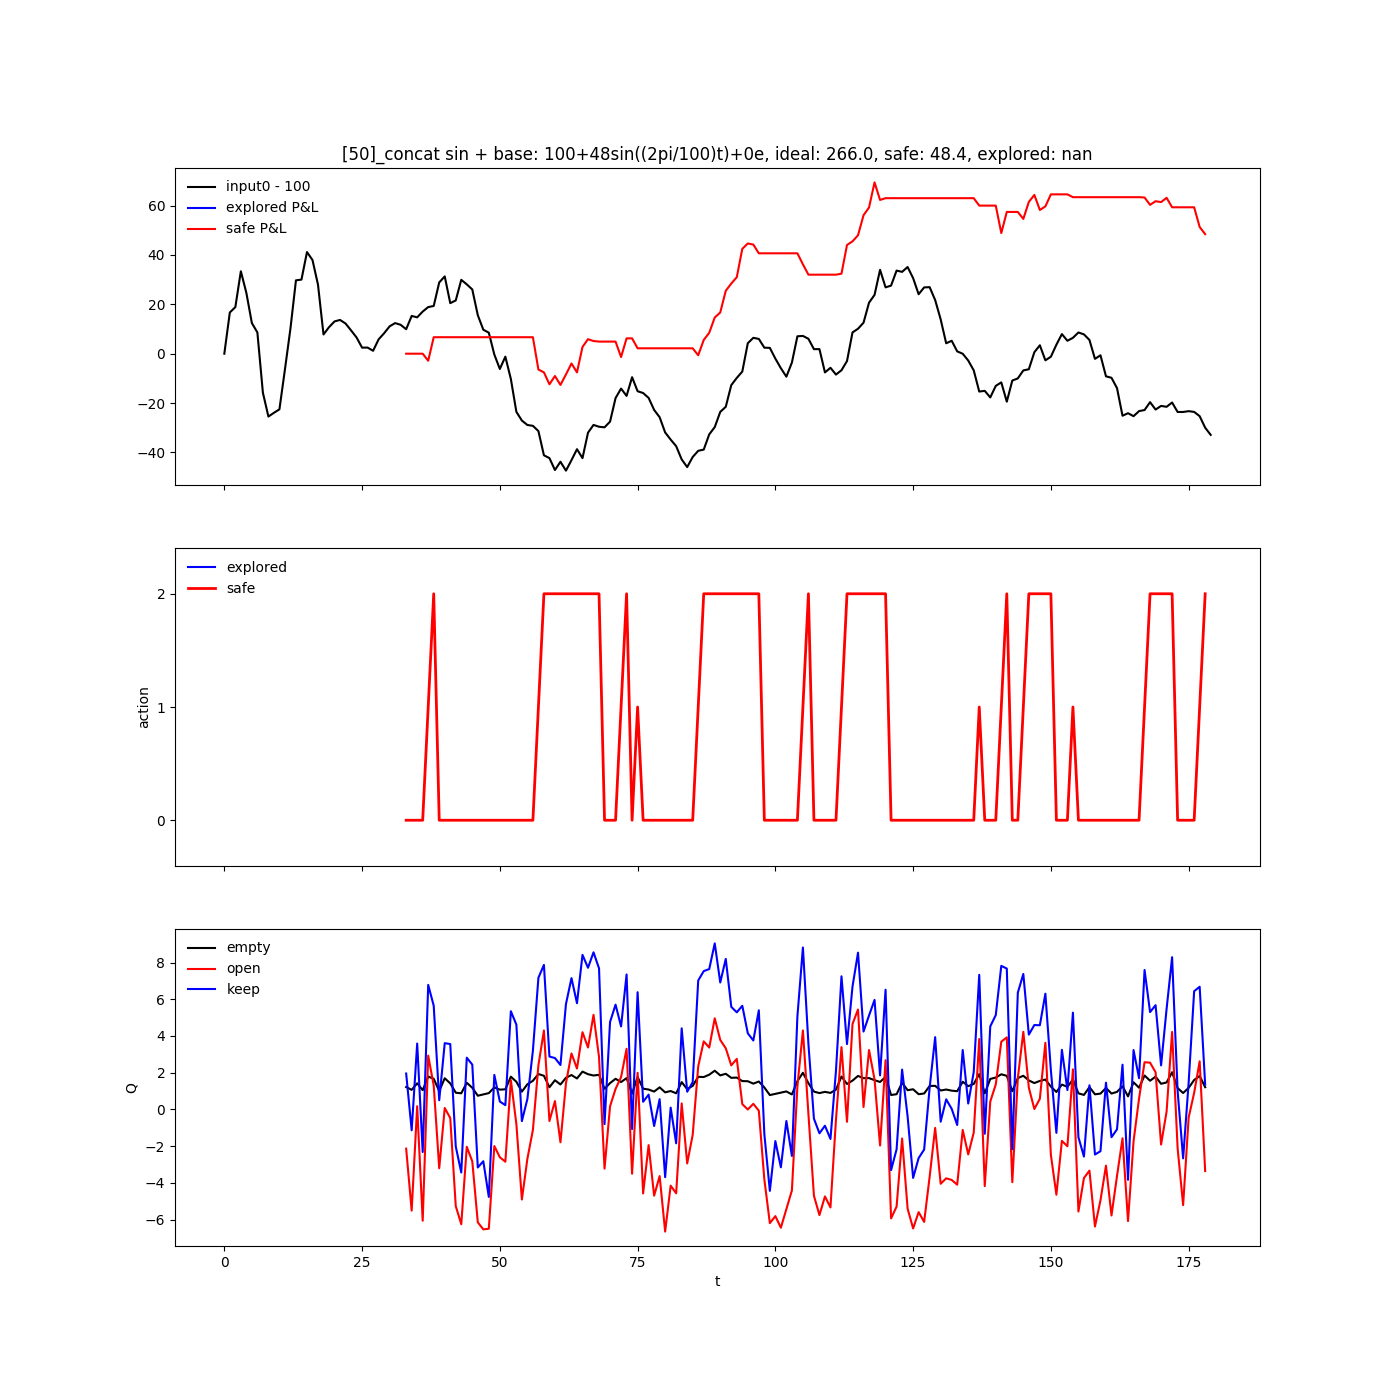 [50]_concat sin + base: 100+48sin((2pi/100)t)+0e, ideal: 266.0, safe: 48.4, explored: nan
input0 - 100
explored P&L
safe P&L
60
40
20
0
−20
−40
explored
safe
2
1
0
action
empty
open
keep
8
6
4
2
0
−2
−4
−6
Q
0
25
50
75
100
125
150
175
t